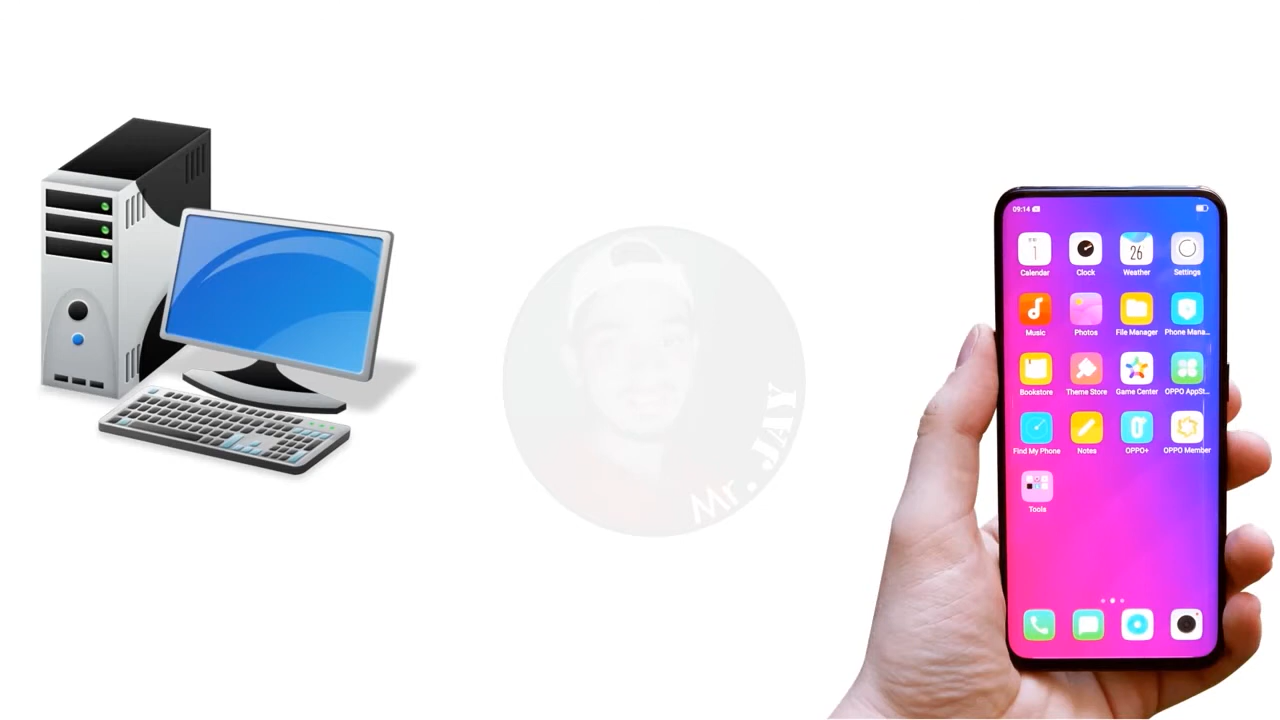 09:14
Calendar Clock Weather Settings
Music Photos File Manager Phone Mana...
Bookstore Theme Store Game Center OPPO AppSt...
Find My Phone Notes OPPO+ OPPO Member
Tools
1
26
Mr. JAY